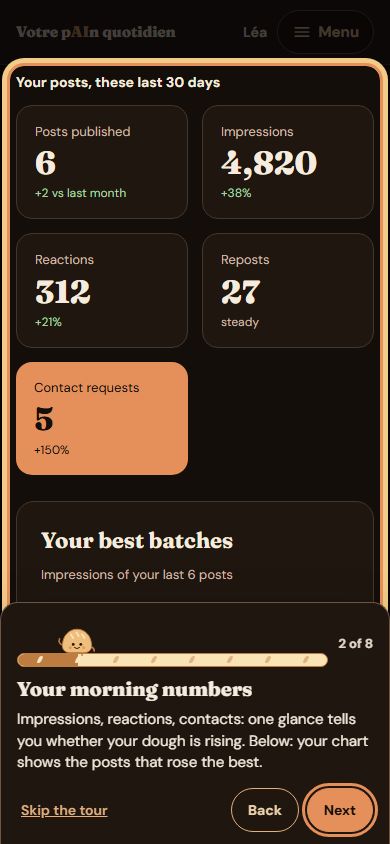 Votre pAIn quotidien
Léa
Menu
Your posts, these last 30 days
Posts published
6
+2 vs last month
Impressions
4,820
+38%
Reactions
312
+21%
Reposts
27
steady
Contact requests
5
+150%
Your best batches
Impressions of your last 6 posts
2 of 8
Your morning numbers
Impressions, reactions, contacts: one glance tells
you whether your dough is rising. Below: your chart
shows the posts that rose the best.
Skip the tour
Back
Next